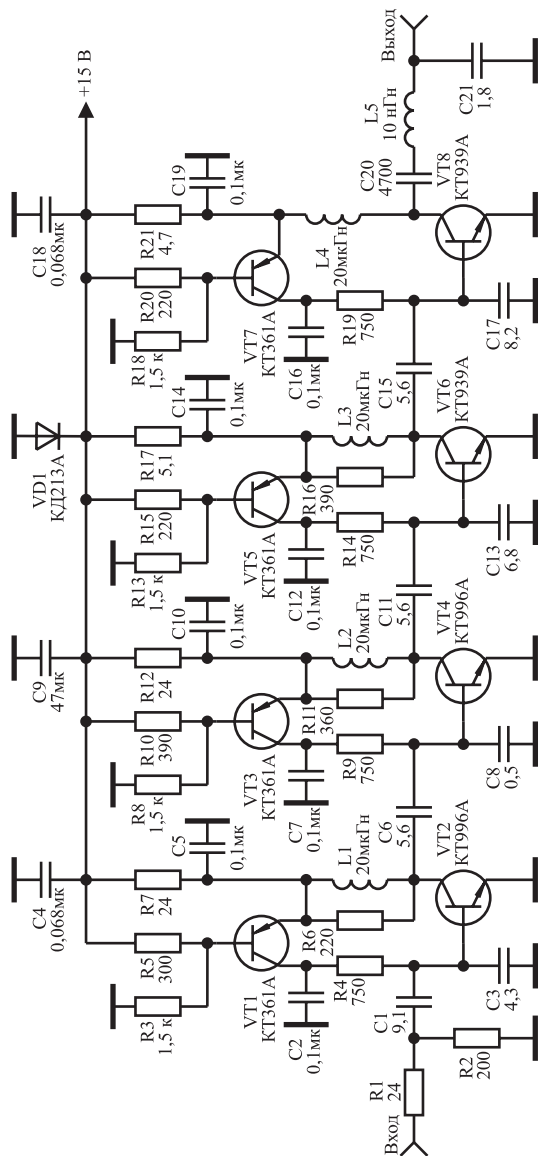 C18
0,068мк
+15 В
R21
4,7
C19
0,1мк
R20
220
R18
1,5 к
VT7
КТ361А
L4
20мкГн
C16
0,1мк
R19
750
C20
4700
L5
10 нГн
Выход
C21
1,8
VT8
КТ939А
C17
8,2
VD1
КД213А
R17
5,1
C14
0,1мк
R15
220
R13
1,5 к
VT5
КТ361А
R16
390
L3
20мкГн
C15
5,6
C12
0,1мк
R14
750
VT6
КТ939А
C13
6,8
C9
47мк
R12
24
C10
0,1мк
R10
390
R8
1,5 к
VT3
КТ361А
R11
360
L2
20мкГн
C11
5,6
C7
0,1мк
R9
750
VT4
КТ996А
C8
0,5
C4
0,068мк
R7
24
C5
0,1мк
R5
300
R3
1,5 к
VT1
КТ361А
R6
220
L1
20мкГн
C6
5,6
C2
0,1мк
R4
750
VT2
КТ996А
C1
9,1
C3
4,3
R2
200
R1
24
Вход